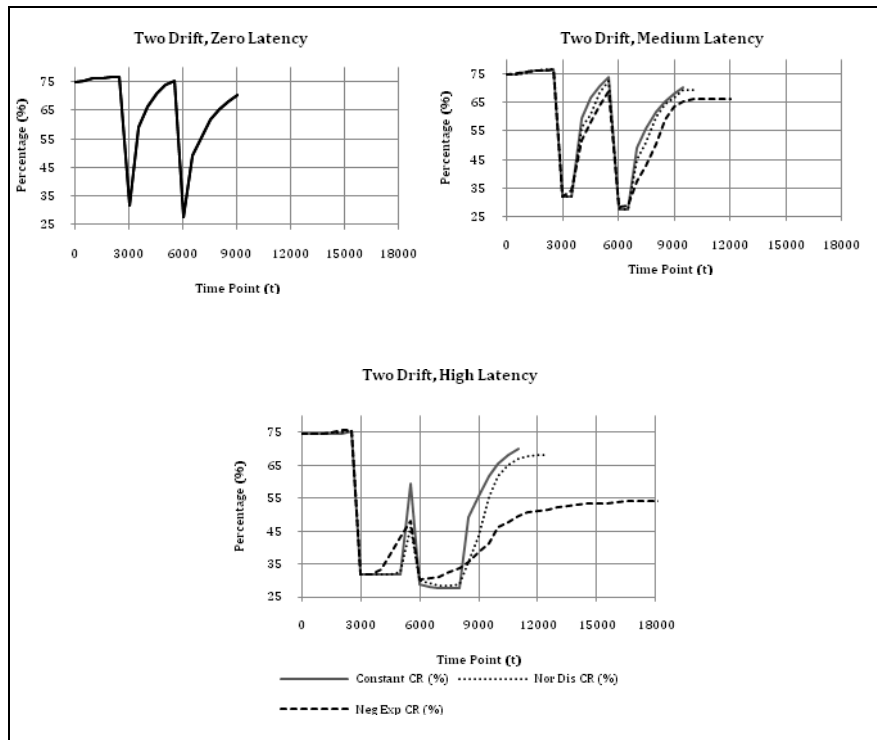 Two Drift, Zero Latency
Percentage (%)
75
65
55
45
35
25
0 3000 6000 9000 12000 15000 18000
Time Point (t)
Two Drift, Medium Latency
Percentage (%)
75
65
55
45
35
25
0 3000 6000 9000 12000 15000 18000
Time Point (t)
Two Drift, High Latency
Percentage (%)
75
65
55
45
35
25
0 3000 6000 9000 12000 15000 18000
Time Point (t)
Constant CR (%) Nor Dis CR (%)
Neg Exp CR (%)